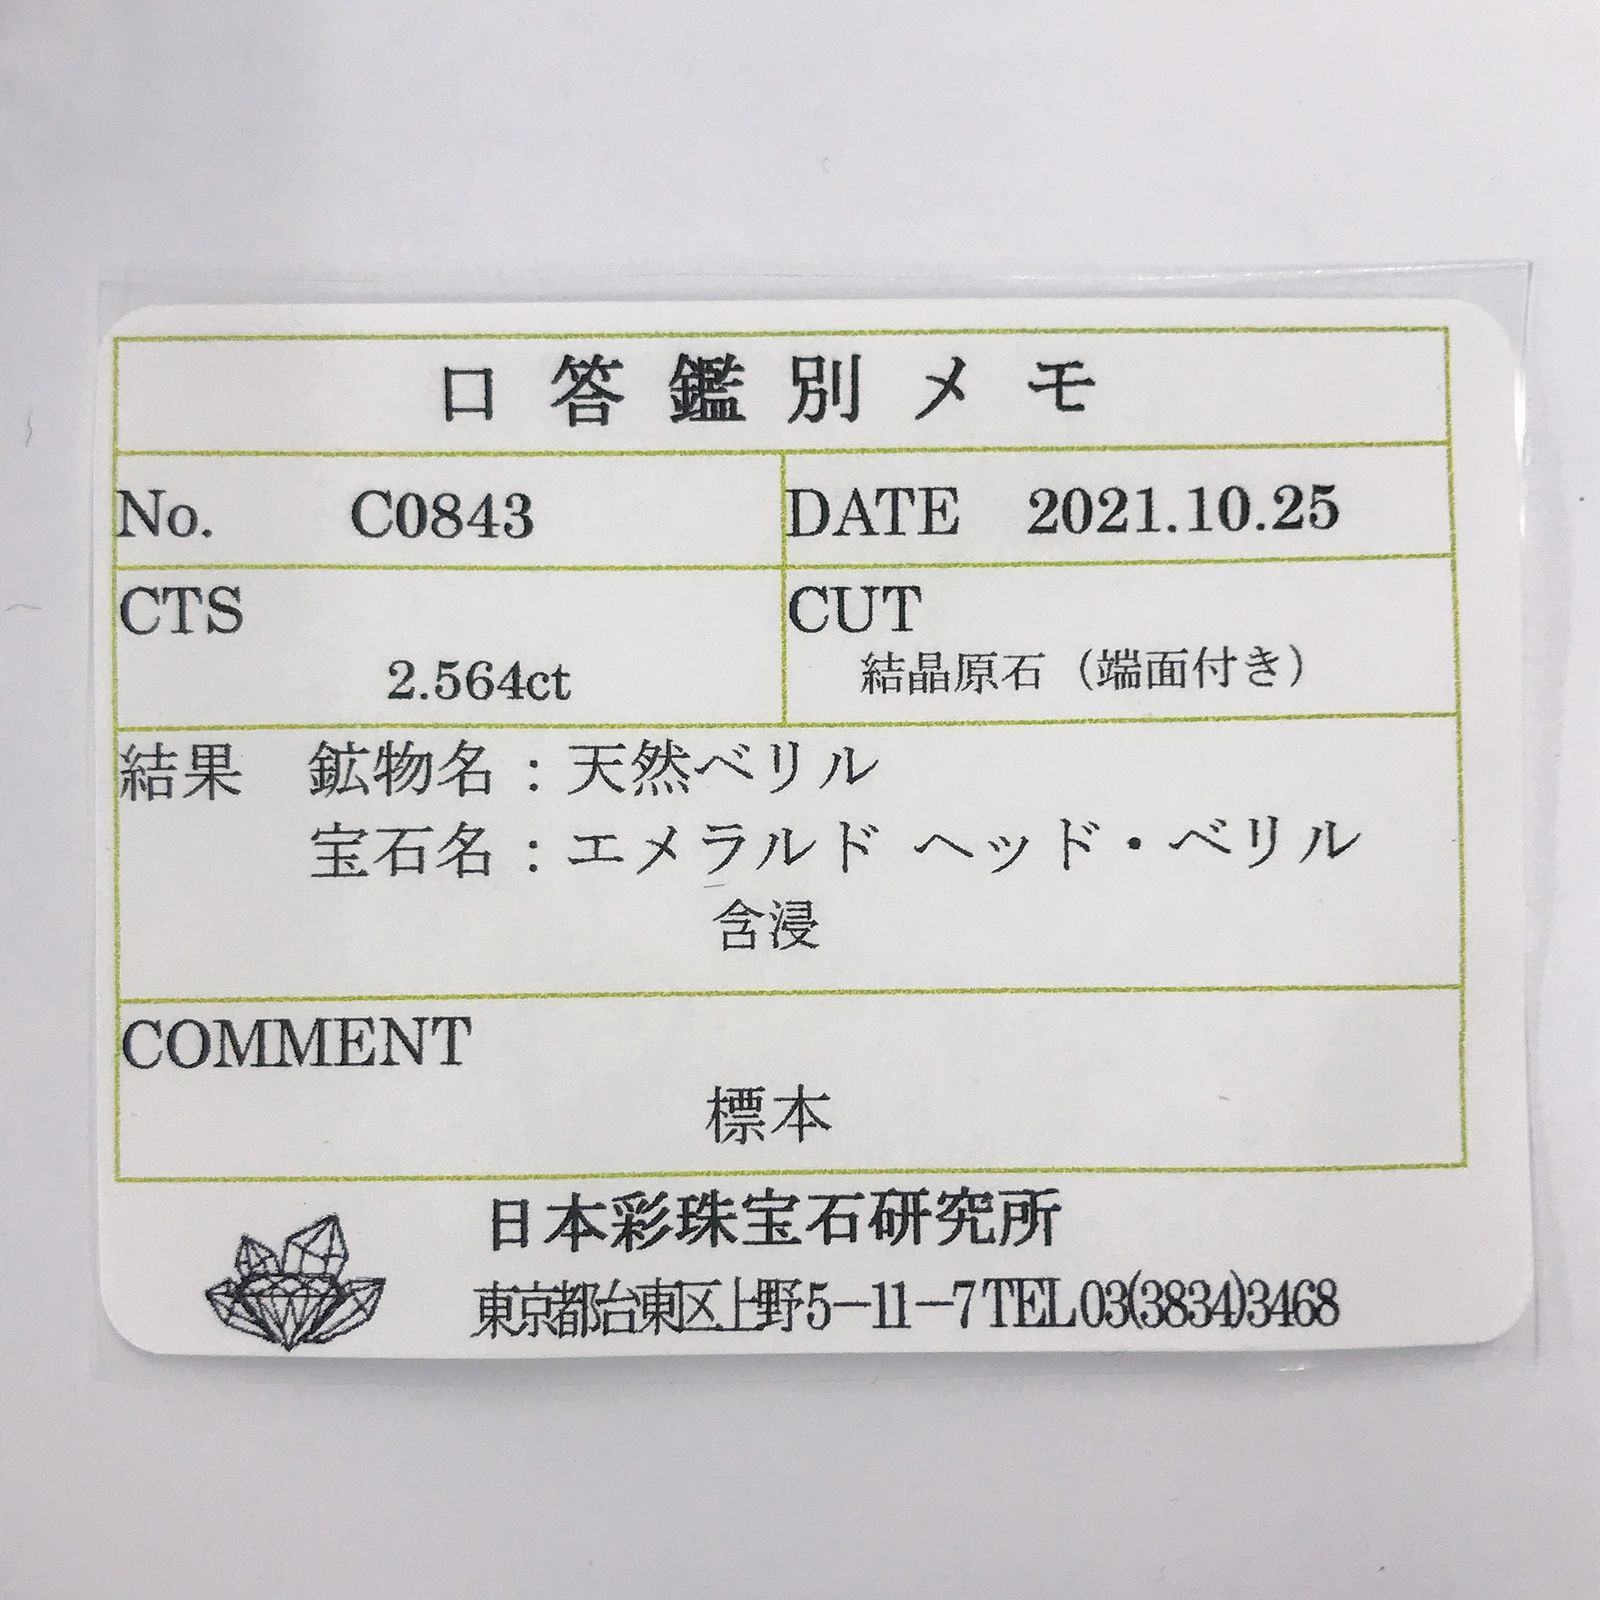 口答鑑別メモ
No. C0843 DATE 2021.10.25
CTS CUT
2.564ct 結晶原石（端面付き）
結果 鉱物名：天然ベリル
宝石名：エメラルド ヘッド・ベリル
含浸
COMMENT
標本
日本彩珠宝石研究所
東京都台東区上野5－11－7 TEL 03(3834)3468